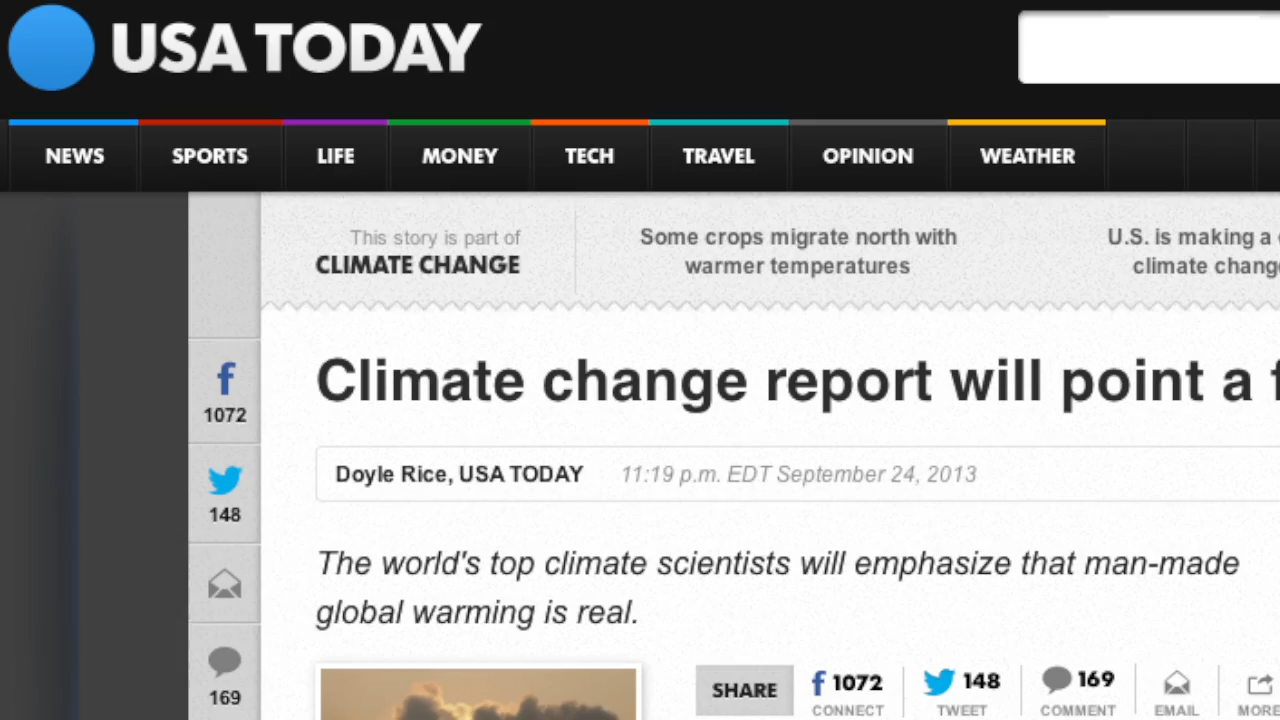 USA TODAY
NEWS SPORTS LIFE MONEY TECH TRAVEL OPINION WEATHER
This story is part of
CLIMATE CHANGE
Some crops migrate north with
warmer temperatures
U.S. is making a
climate chang
Climate change report will point a f
1072
Doyle Rice, USA TODAY 11:19 p.m. EDT September 24, 2013
148
The world's top climate scientists will emphasize that man-made
global warming is real.
169
SHARE 1072 148 169
CONNECT TWEET COMMENT EMAIL MORE